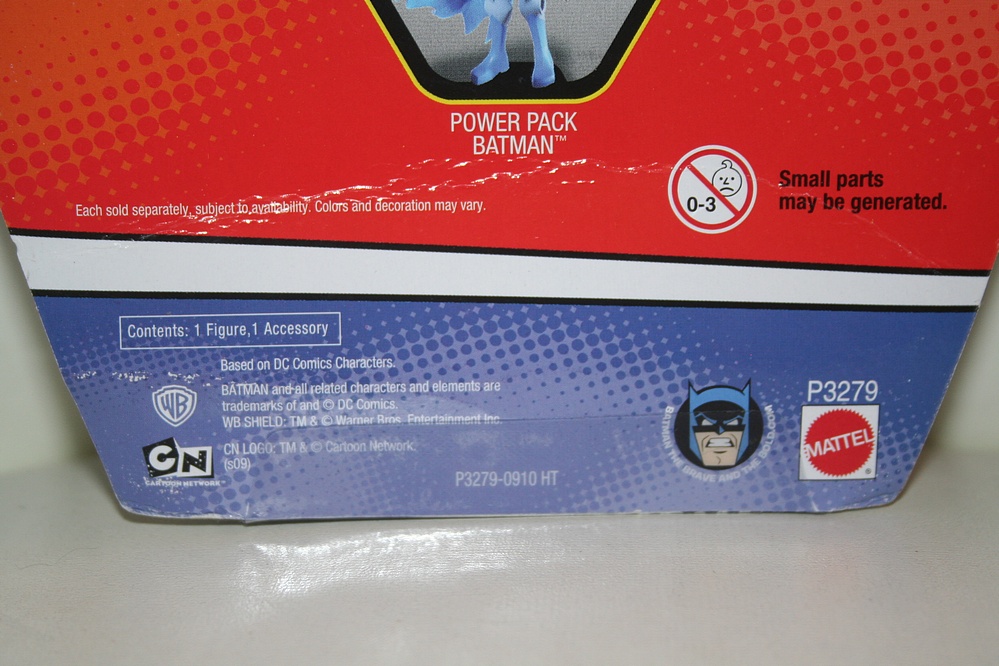 POWER PACK
BATMAN™
0-3
Small parts
may be generated.
Each sold separately, subject to availability. Colors and decoration may vary.
Contents: 1 Figure,1 Accessory
Based on DC Comics Characters.
BATMAN and all related characters and elements are
trademarks of and © DC Comics.
WB SHIELD: TM & © Warner Bros. Entertainment Inc.
WB
CN LOGO: TM & © Cartoon Network.
(s09)
CN
CARTOON NETWORK™
P3279-0910 HT
BATMAN THE BRAVE AND THE BOLD.COM
P3279
MATTEL®